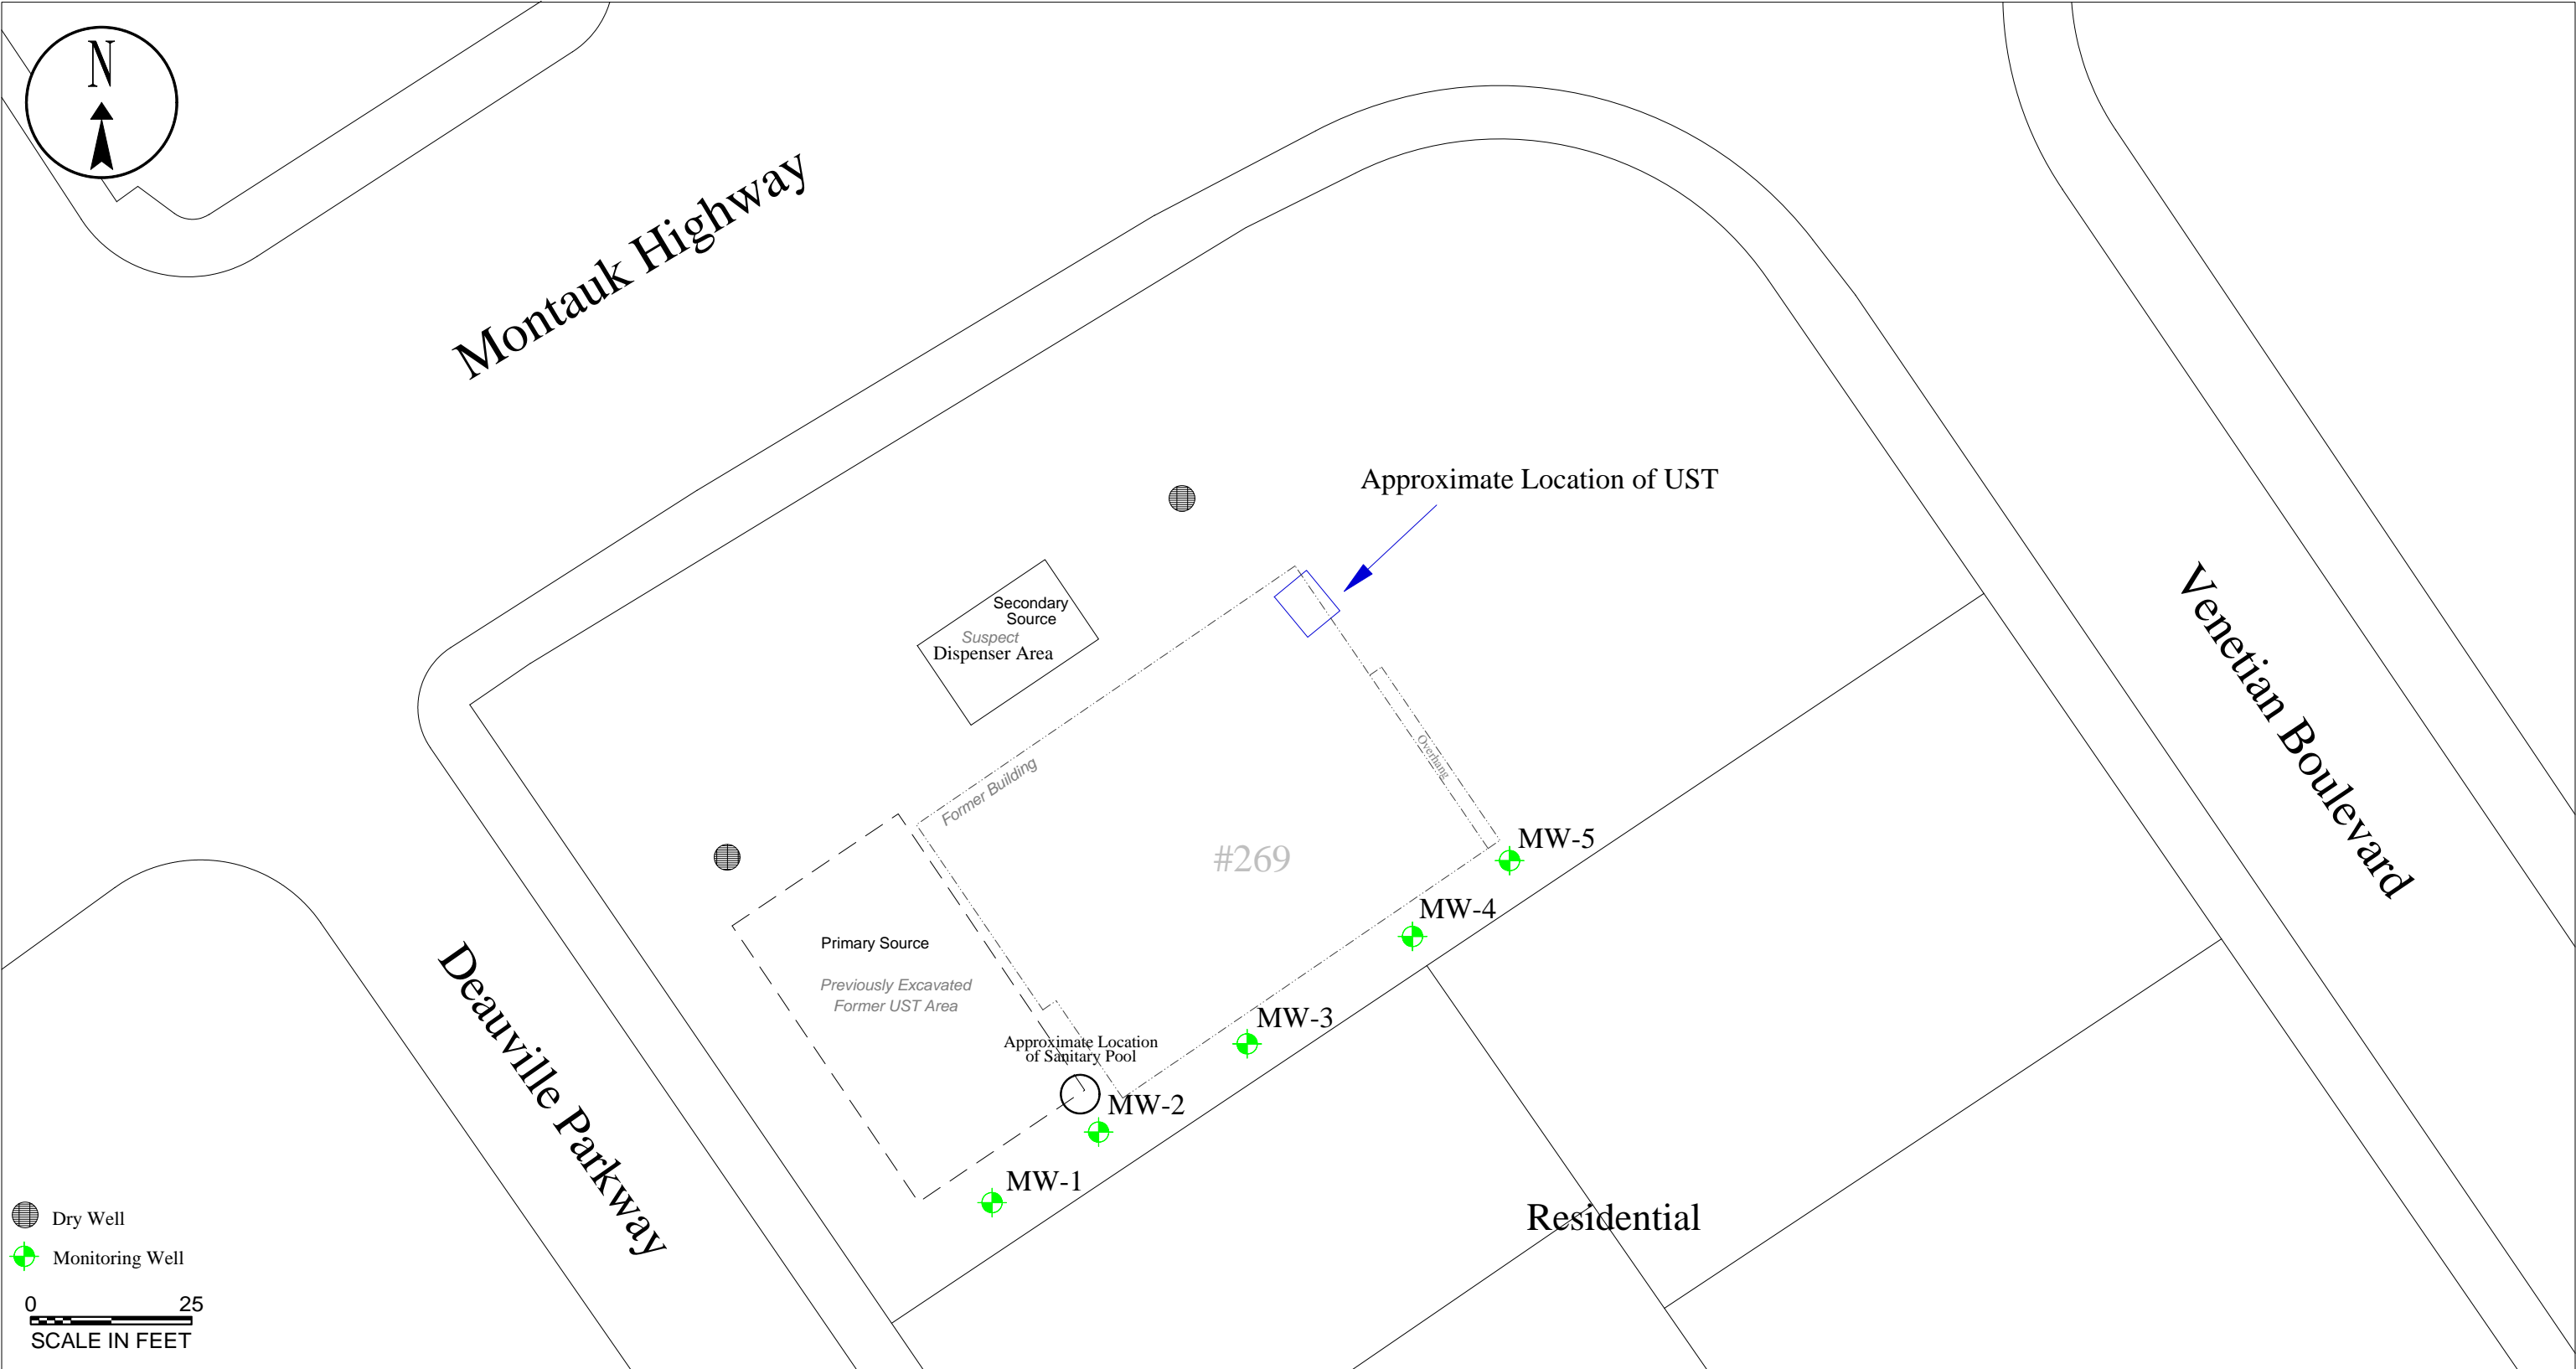 N
Montauk Highway
Approximate Location of UST
Secondary
Source
Suspect
Dispenser Area
Venetian Boulevard
Overhang
Former Building
#269
MW-5
MW-4
Primary Source
Previously Excavated
Former UST Area
Deauville Parkway
MW-3
Approximate Location
of Sanitary Pool
MW-2
MW-1
Residential
Dry Well
Monitoring Well
0 25
SCALE IN FEET